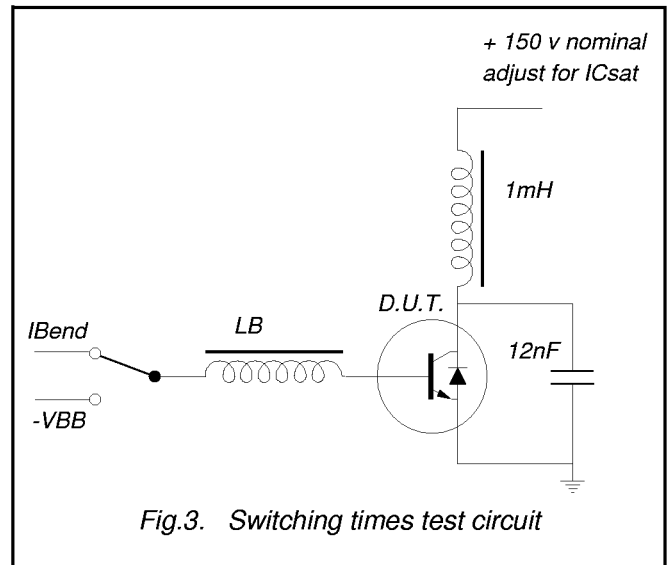 + 150 v nominal
adjust for ICsat
1mH
D.U.T.
IBend
LB
12nF
-VBB
Fig.3. Switching times test circuit